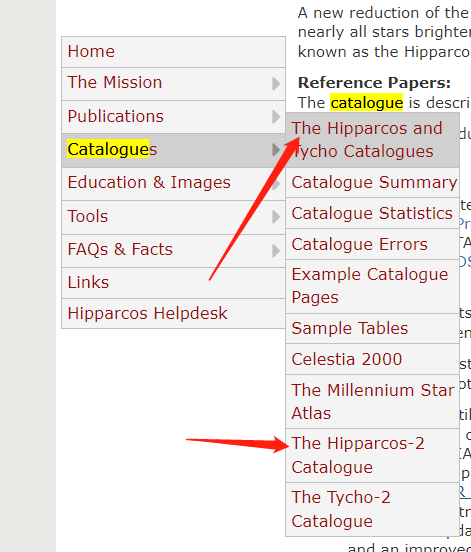 A new reduction of the
nearly all stars
known as the Hipparco
Reference Papers:
The catalogue is
Home
The Mission
Publications
Catalogues
Education & Images
Tools
FAQs & Facts
Links
Hipparcos Helpdesk
The Hipparcos and
Tycho Catalogues
Catalogue Summary
Catalogue Statistics
Catalogue Errors
Example Catalogue
Pages
Sample Tables
Celestia 2000
The Millennium Star
Atlas
The Hipparcos-2
Catalogue
The Tycho-2
Catalogue
and an improved